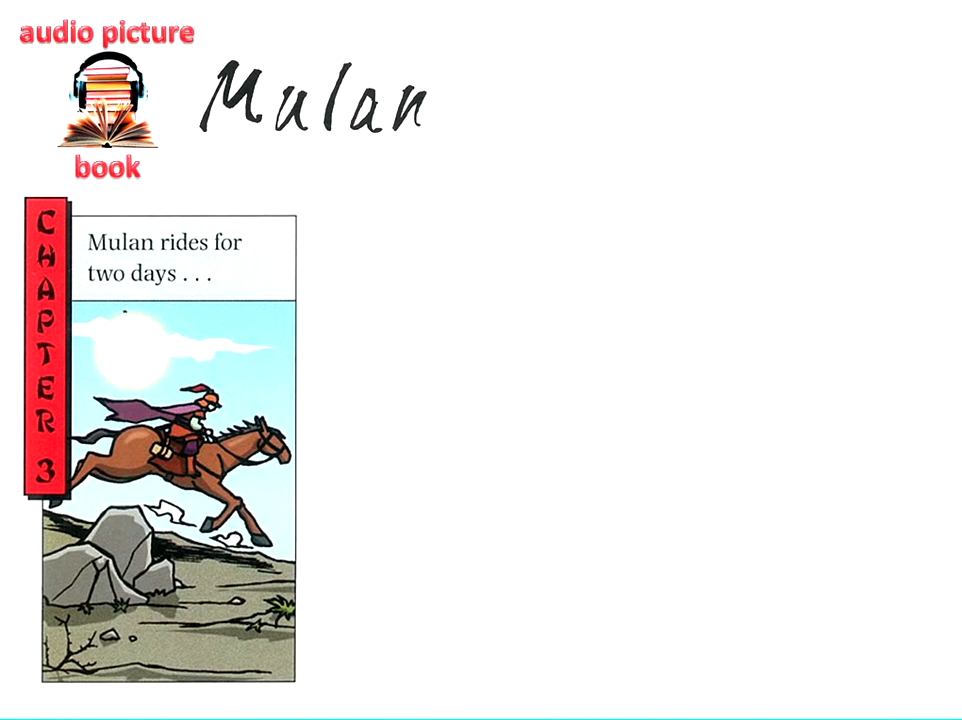 audio picture
book
Mulan
CHAPTER 3
Mulan rides for
two days . . .